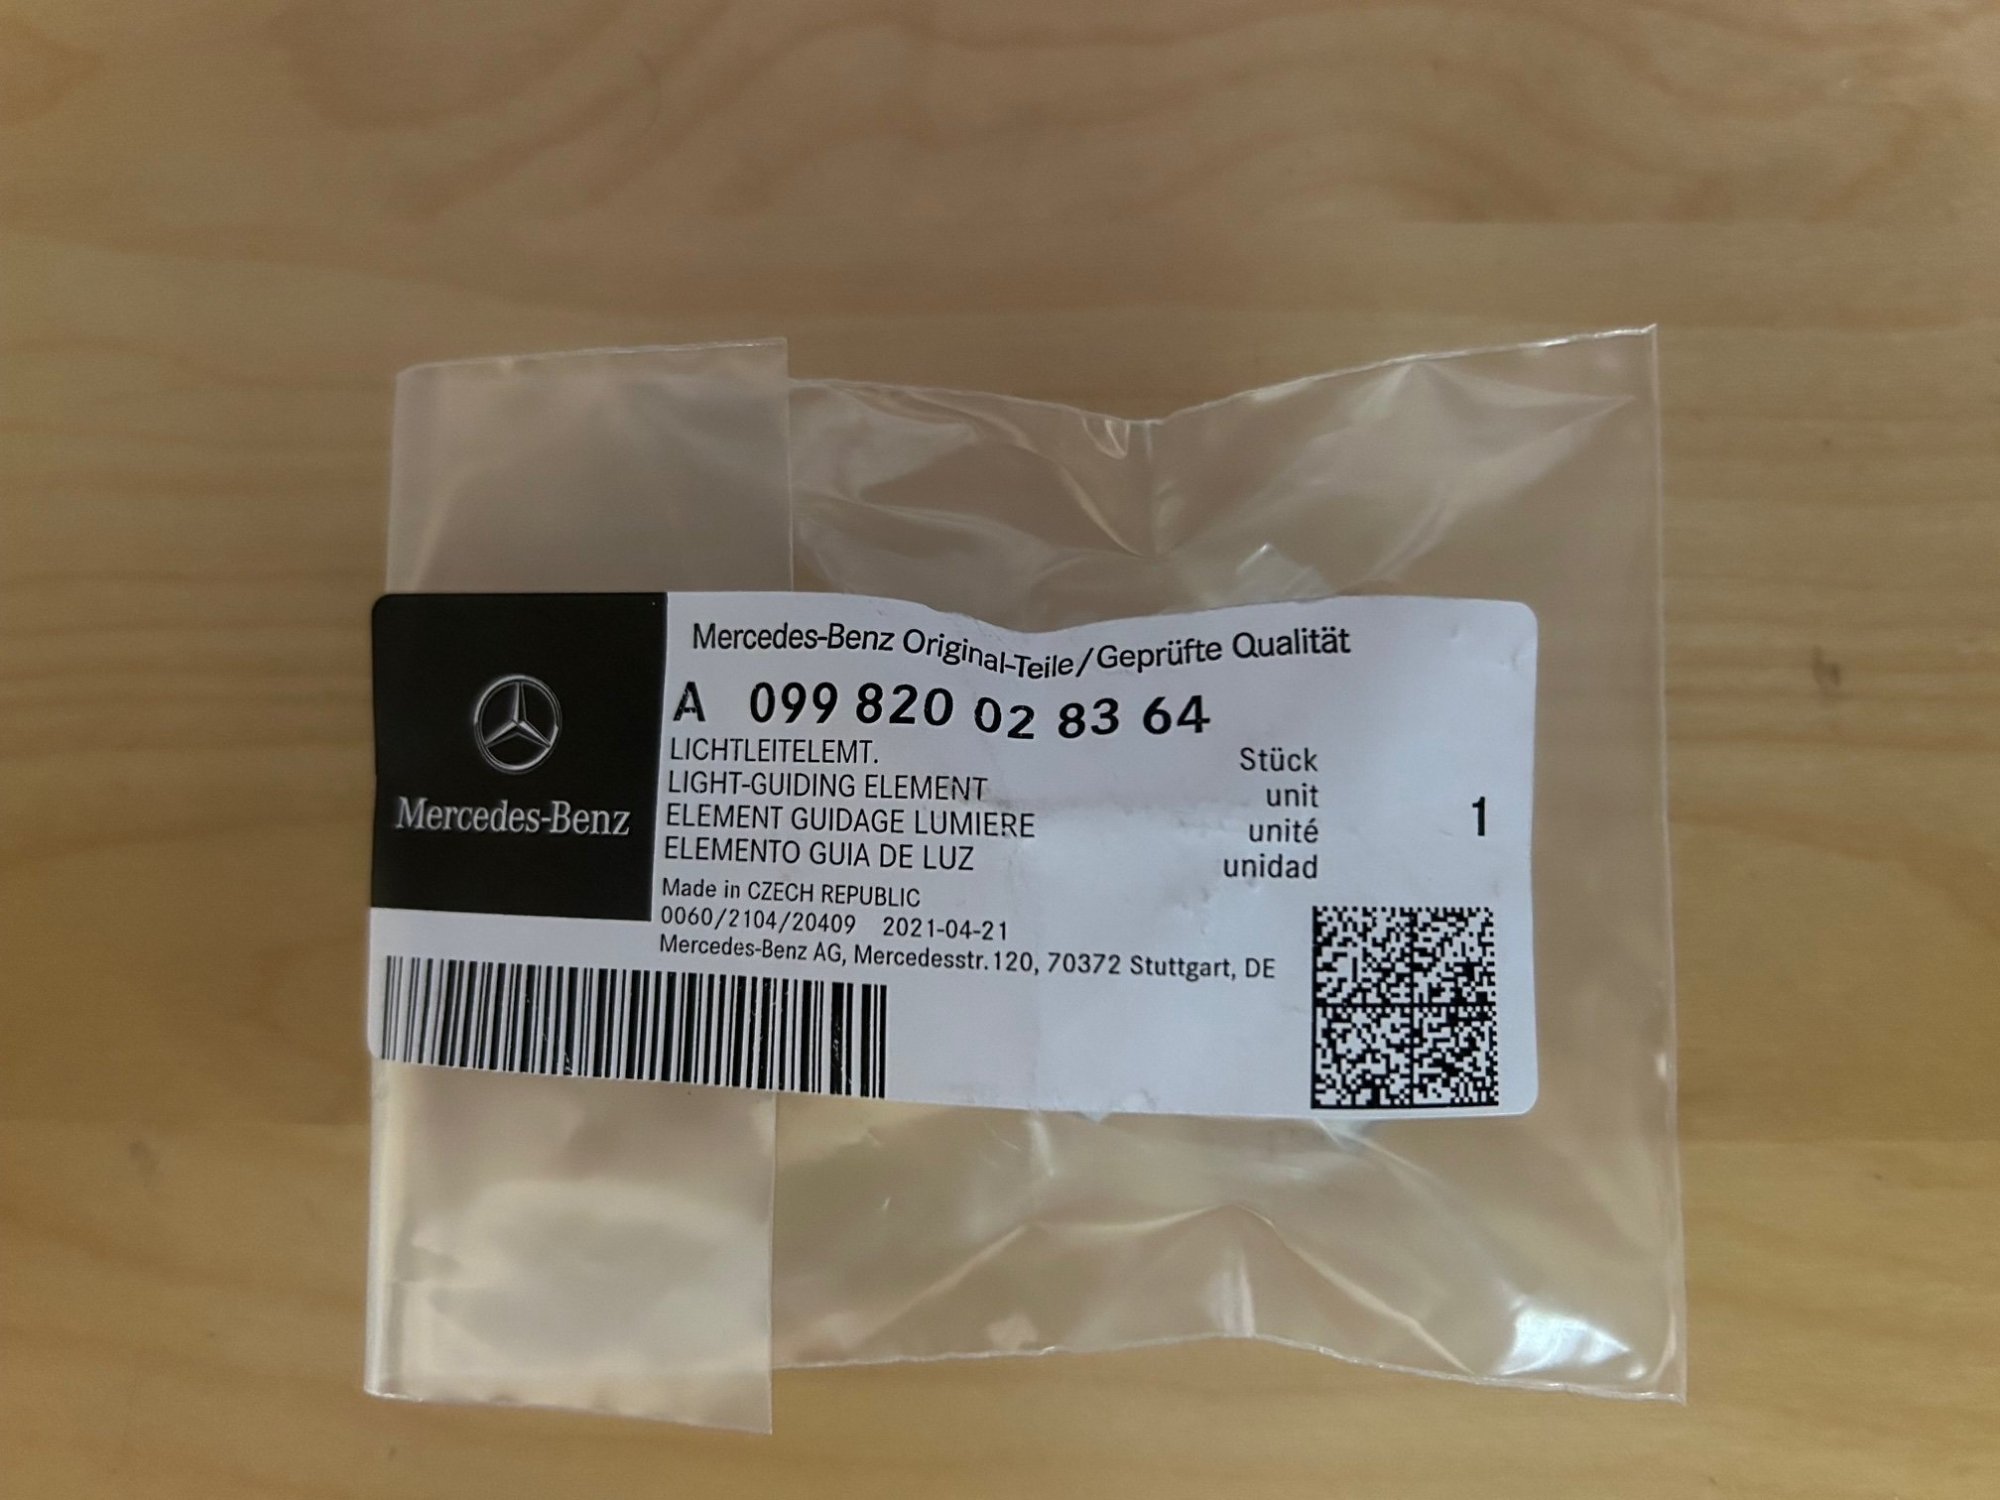 Mercedes-Benz
Mercedes-Benz Original-Teile/Geprüfte Qualität
A 099 820 02 83 64
LICHTLEITELEMT.
LIGHT-GUIDING ELEMENT
ELEMENT GUIDAGE LUMIERE
ELEMENTO GUIA DE LUZ
Stück
unit
unité
unidad
1
Made in CZECH REPUBLIC
0060/2104/20409 2021-04-21
Mercedes-Benz AG, Mercedesstr.120, 70372 Stuttgart, DE